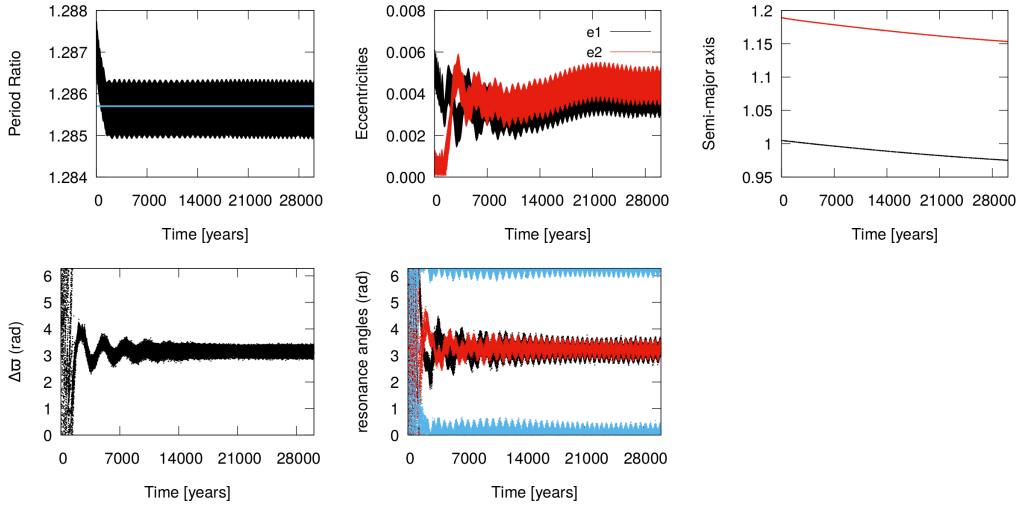 Period Ratio
1.288
1.287
1.286
1.285
1.284
0 7000 14000 21000 28000
Time [years]
Eccentricities
0.008
0.006
0.004
0.002
0.000
e1
e2
0 7000 14000 21000 28000
Time [years]
Semi-major axis
1.2
1.15
1.1
1.05
1
0.95
0 7000 14000 21000 28000
Time [years]
Δϖ (rad)
6
5
4
3
2
1
0
0 7000 14000 21000 28000
Time [years]
resonance angles (rad)
6
5
4
3
2
1
0
0 7000 14000 21000 28000
Time [years]